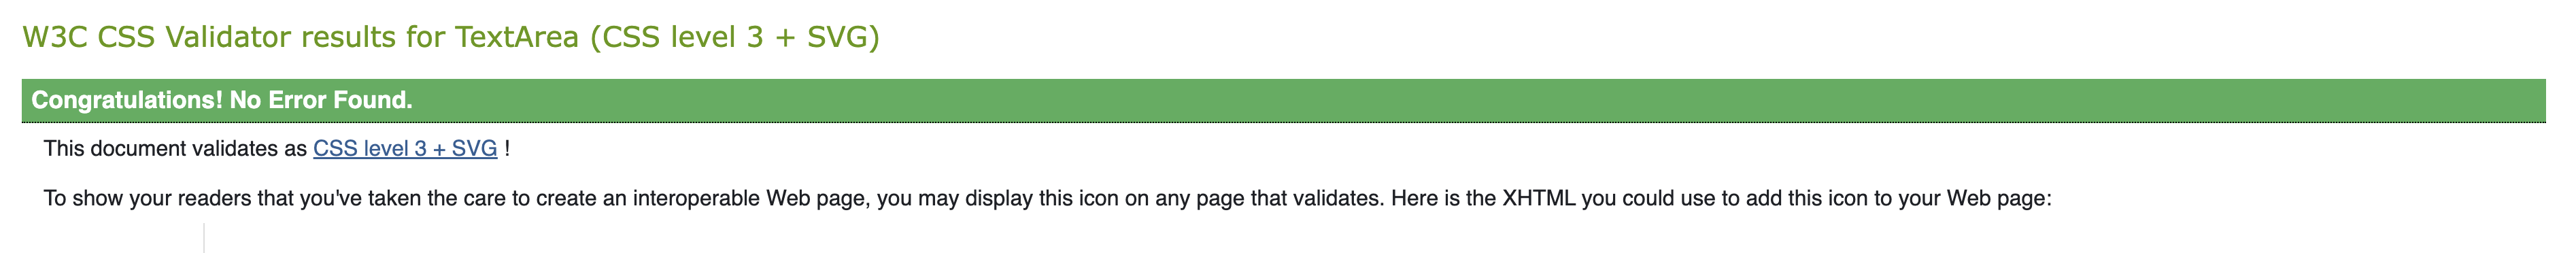 W3C CSS Validator results for TextArea (CSS level 3 + SVG)
Congratulations! No Error Found.
This document validates as CSS level 3 + SVG !
To show your readers that you've taken the care to create an interoperable Web page, you may display this icon on any page that validates. Here is the XHTML you could use to add this icon to your Web page: